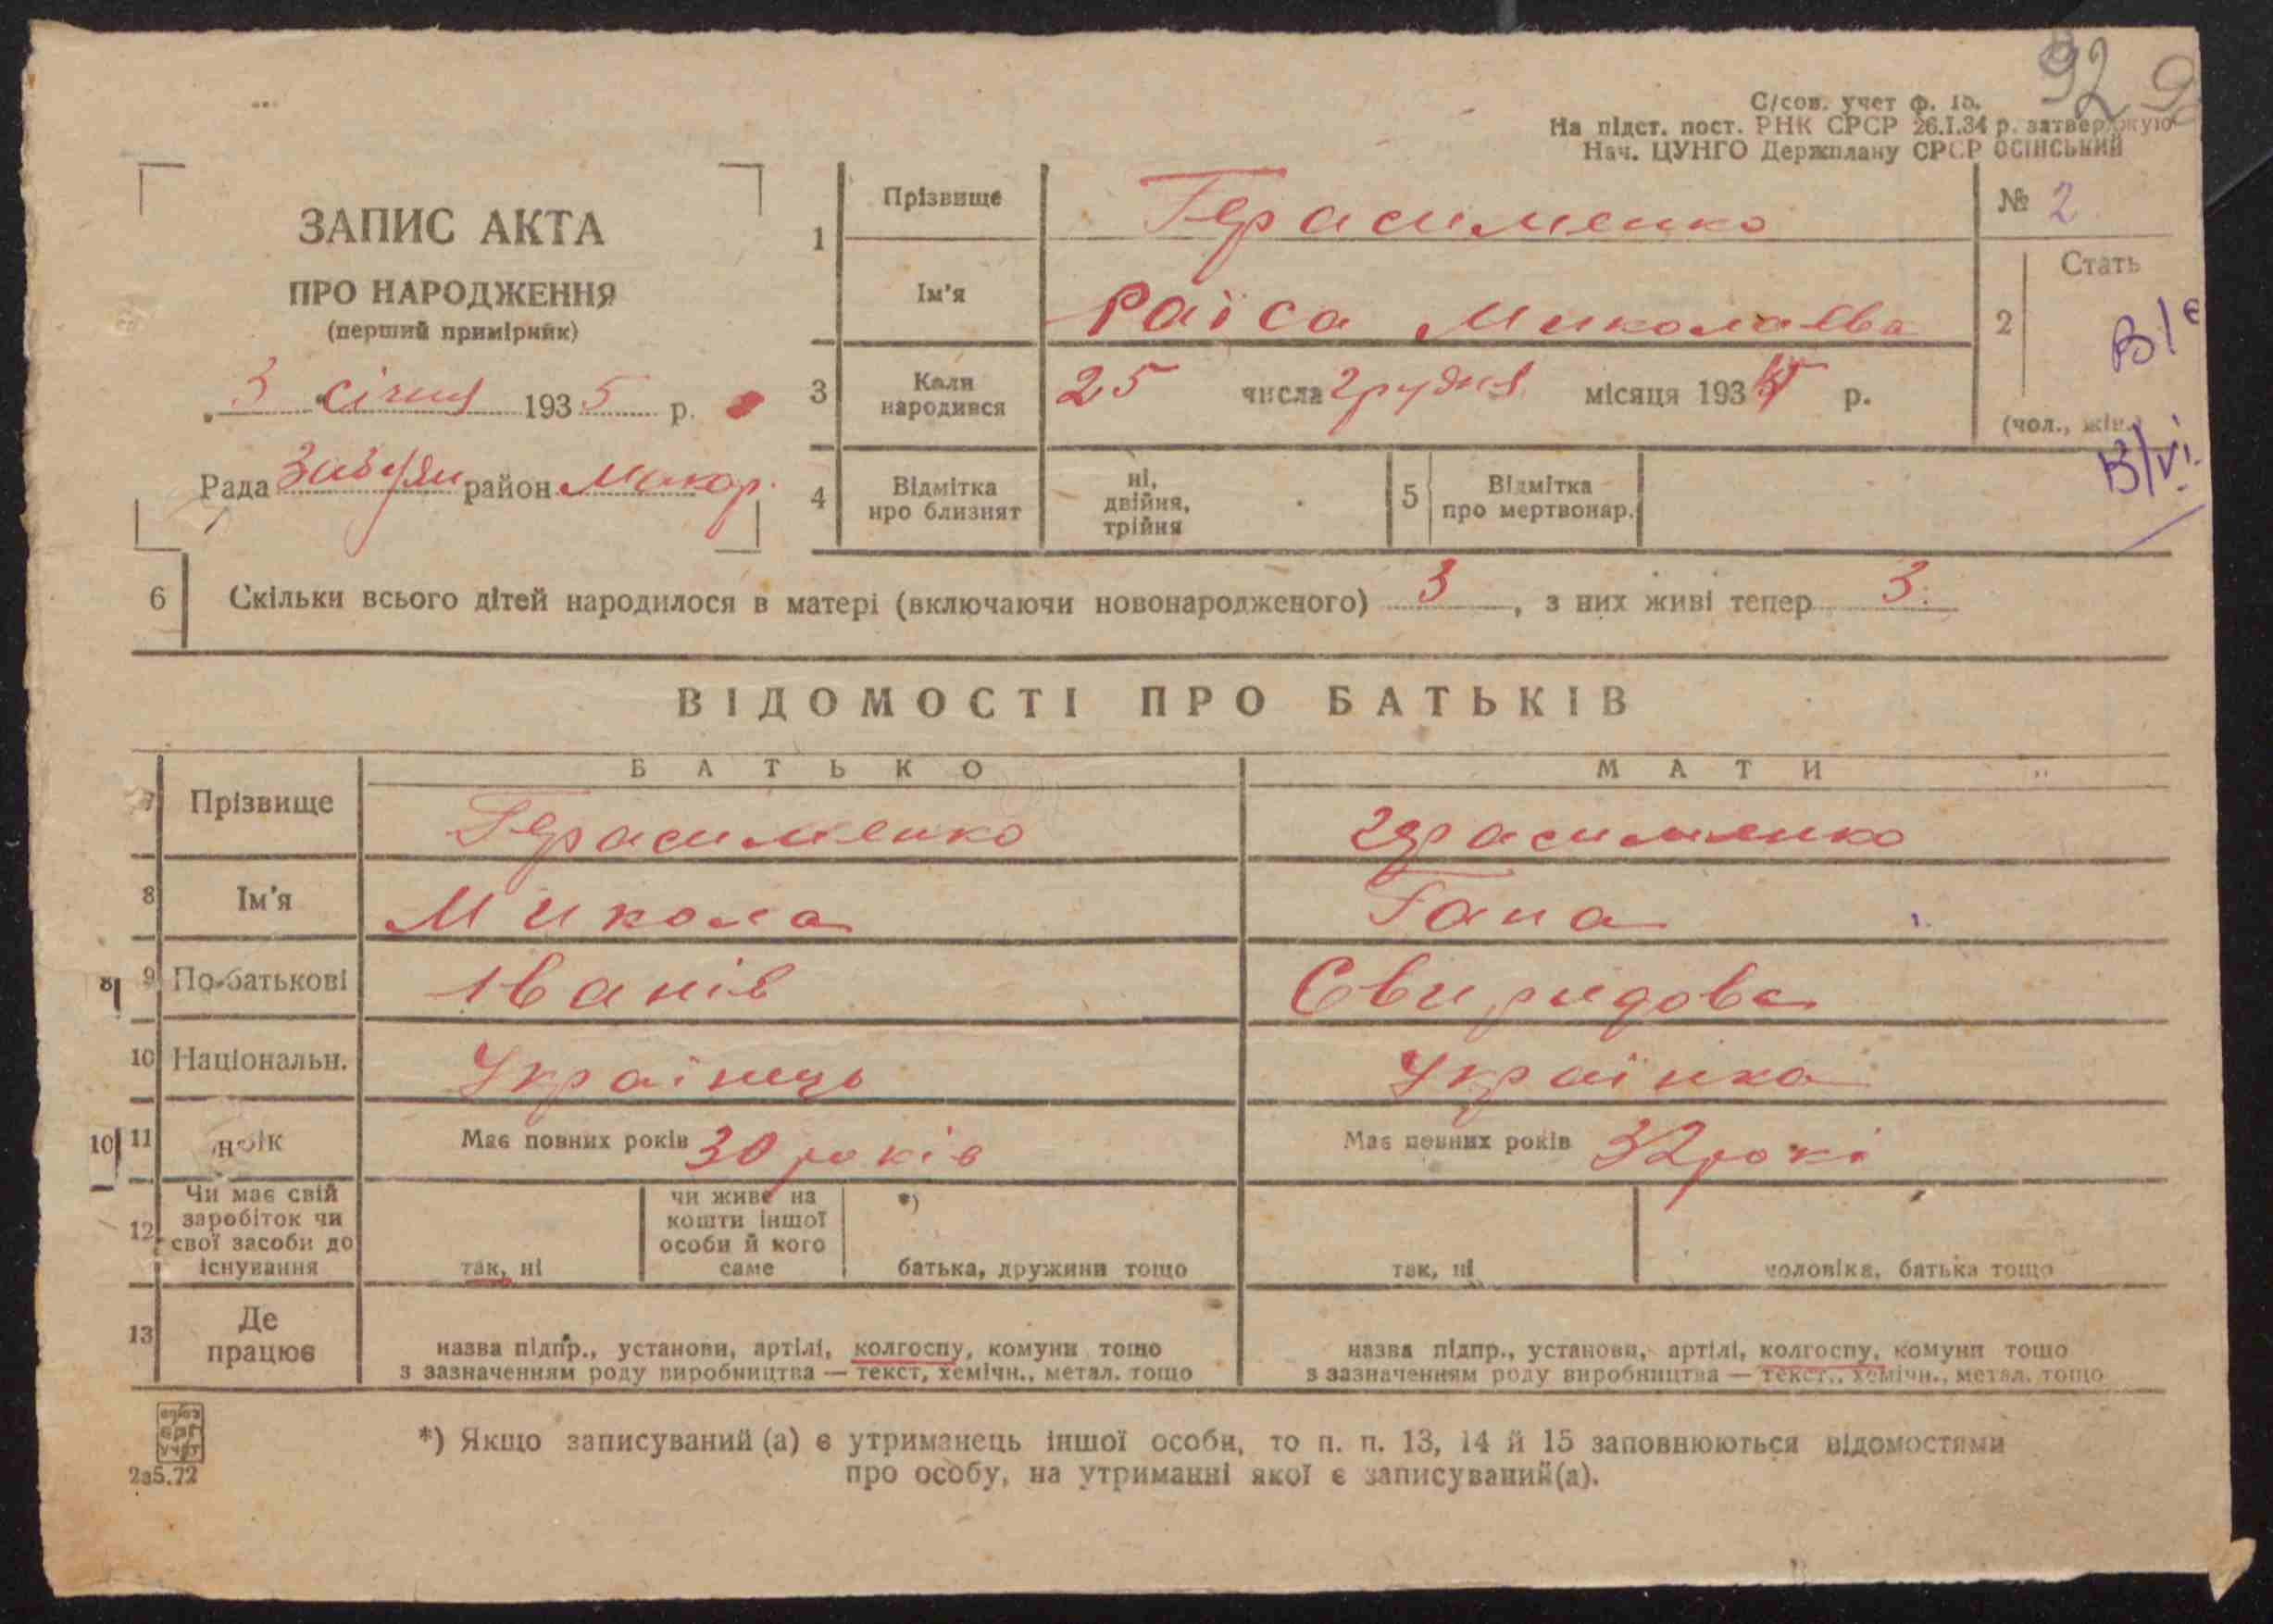 92
С/сов. учет ф. 15.
На підст. пост. РНК СРСР 26.I.34 р. затверджую
Нач. ЦУНГО Держплану СРСР ОСІНСЬКИЙ
ЗАПИС АКТА
ПРО НАРОДЖЕННЯ
(перший примірник)
3 січня 1935 р.
Рада район Макар.
1 Прізвище Герасименко № 2
Ім'я Раїса Миколаєва
2 Стать
(чол., жін.)
3 Коли народився 25 числа грудня місяця 193 р.
4 Відмітка про близнят ні, двійня, трійня
5 Відмітка про мертвонар.
6 Скільки всього дітей народилося в матері (включаючи новонародженого) 3, з них живі тепер 3.
ВІДОМОСТІ ПРО БАТЬКІВ
БАТЬКО МАТИ
7 Прізвище Герасименко герасименко
8 Ім'я Микола Гана
9 По-батькові Іванів Свиридова
10 Національн. Українець Українка
11 Має повних років 30 років Має повних років 32 рокі
12 Чи має свій заробіток чи свої засоби до існування так, ні чи живе на кошти іншої особи й кого саме *) батька, дружини тощо так, ні чоловіка, батька тощо
13 Де працює назва підпр., установи, артілі, колгоспу, комуни тощо з зазначенням роду виробництва — текст, хемічн., метал. тощо назва підпр., установи, артілі, колгоспу, комуни тощо з зазначенням роду виробництва — текст., хемічн., метал. тощо
*) Якщо записуваний (а) є утриманець іншої особи, то п. п. 13, 14 й 15 заповнюються відомостями
про особу, на утриманні якої є записуваний(а).
2а5.72